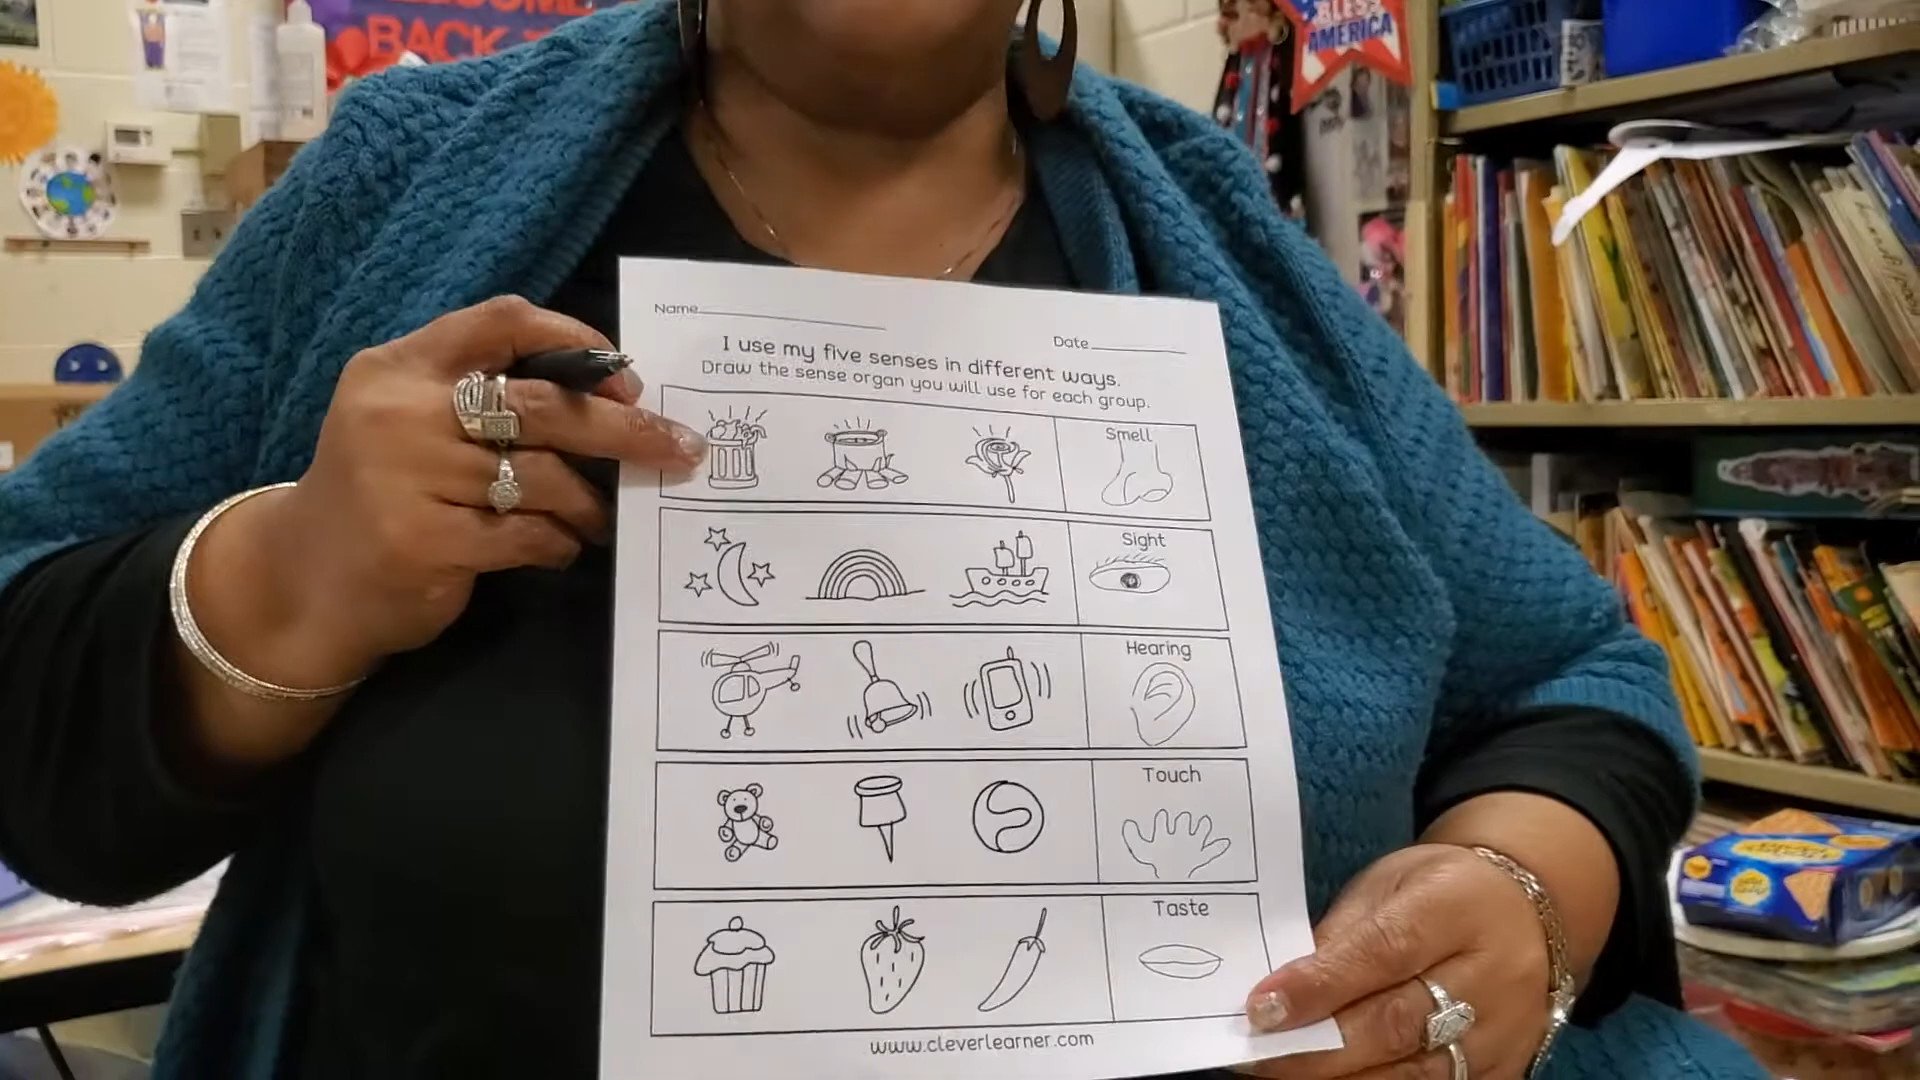 BACK
BLESS
AMERICA
Name
Date
I use my five senses in different ways.
Draw the sense organ you will use for each group.
Smell
Sight
Hearing
Touch
Taste
www.cleverlearner.com